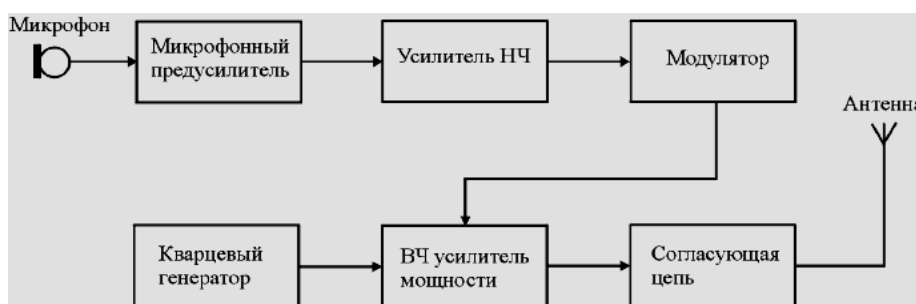 Микрофон
Микрофонный
предусилитель
Усилитель НЧ
Модулятор
Антенна
Кварцевый
генератор
ВЧ усилитель
мощности
Согласующая
цепь